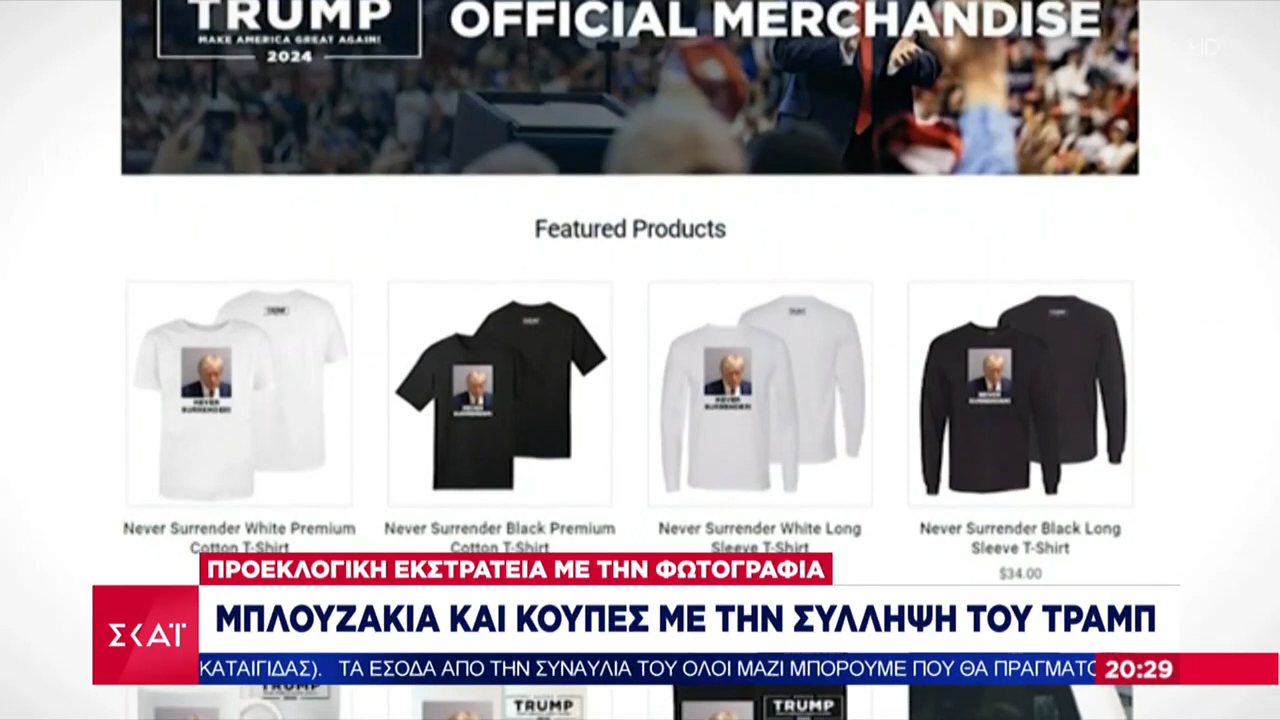 TRUMP
MAKE AMERICA GREAT AGAIN!
2024
OFFICIAL MERCHANDISE
HD
Featured Products
TRUMP
NEVER
SURRENDER!
NEVER
SURRENDER!
NEVER
SURRENDER!
NEVER
SURRENDER!
Never Surrender White Premium
Cotton T-Shirt
Never Surrender Black Premium
Cotton T-Shirt
Never Surrender White Long
Sleeve T-Shirt
Never Surrender Black Long
Sleeve T-Shirt
$34.00
ΠΡΟΕΚΛΟΓΙΚΗ ΕΚΣΤΡΑΤΕΙΑ ΜΕ ΤΗΝ ΦΩΤΟΓΡΑΦΙΑ
ΣΚΑΪ
ΜΠΛΟΥΖΑΚΙΑ ΚΑΙ ΚΟΥΠΕΣ ΜΕ ΤΗΝ ΣΥΛΛΗΨΗ ΤΟΥ ΤΡΑΜΠ
ΚΑΤΑΙΓΙΔΑΣ). ΤΑ ΕΣΟΔΑ ΑΠΟ ΤΗΝ ΣΥΝΑΥΛΙΑ ΤΟΥ ΟΛΟΙ ΜΑΖΙ ΜΠΟΡΟΥΜΕ ΠΟΥ ΘΑ ΠΡΑΓΜΑΤΟ
20:29
TRUMP
TRUMP
TRUMP